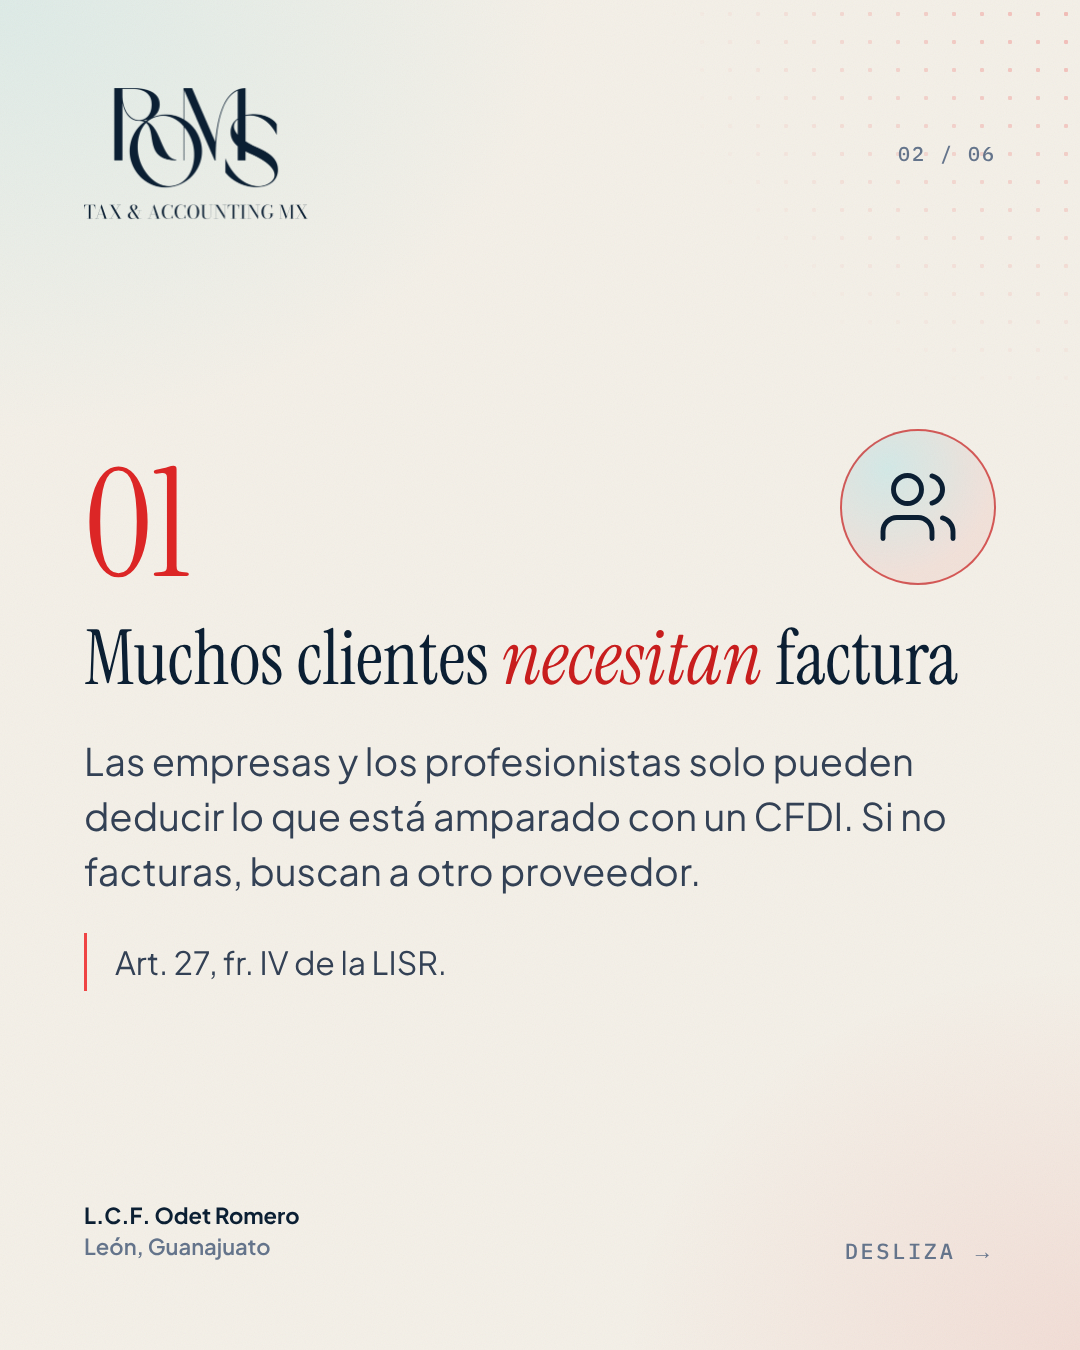 ROMS
TAX & ACCOUNTING MX
02 / 06
01
Muchos clientes necesitan factura
Las empresas y los profesionistas solo pueden
deducir lo que está amparado con un CFDI. Si no
facturas, buscan a otro proveedor.
Art. 27, fr. IV de la LISR.
L.C.F. Odet Romero
León, Guanajuato
DESLIZA →